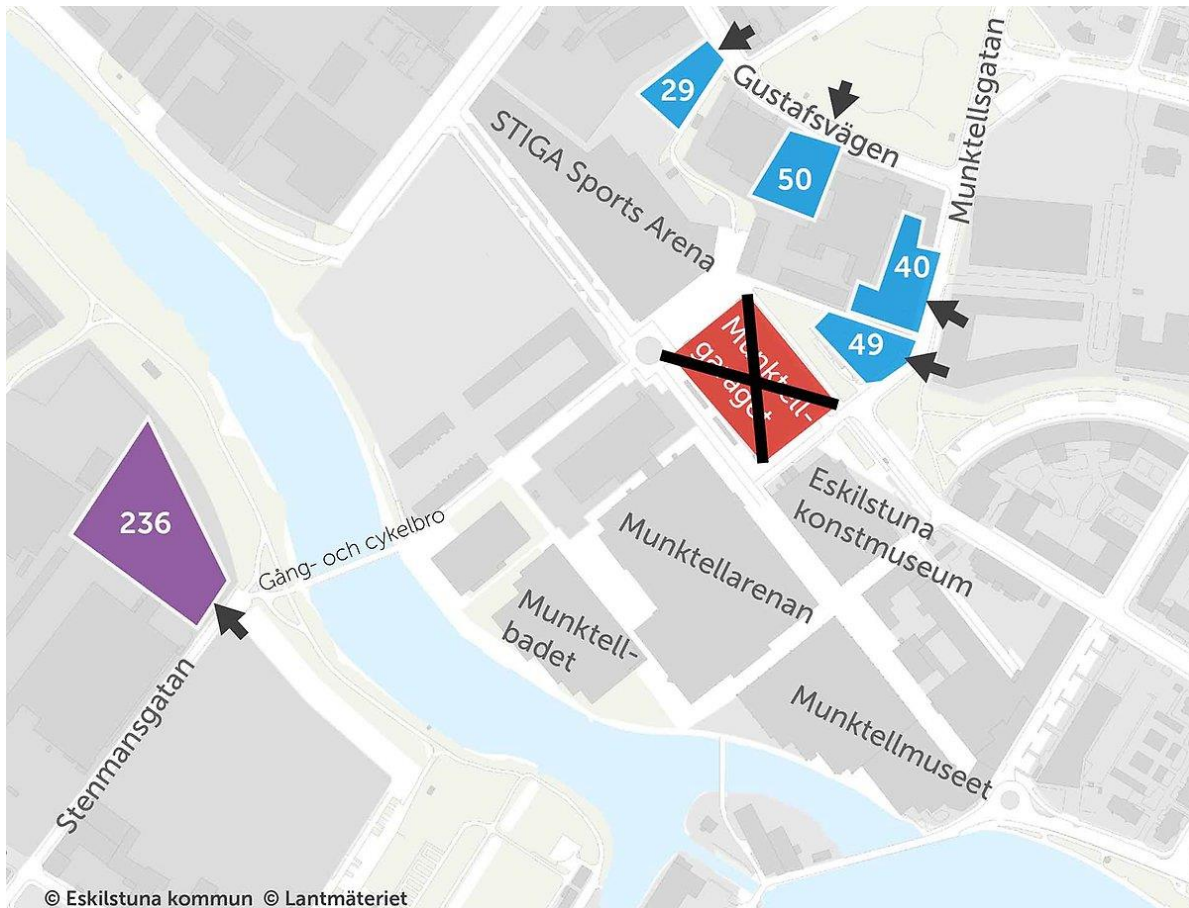 29
Gustafsvägen
Munktellsgatan
STIGA Sports Arena
50
40
49
Munktell-
garaget
236
Gång- och cykelbro
Eskilstuna
konstmuseum
Munktellarenan
Munktell-
badet
Munktellmuseet
Stenmansgatan
© Eskilstuna kommun © Lantmäteriet